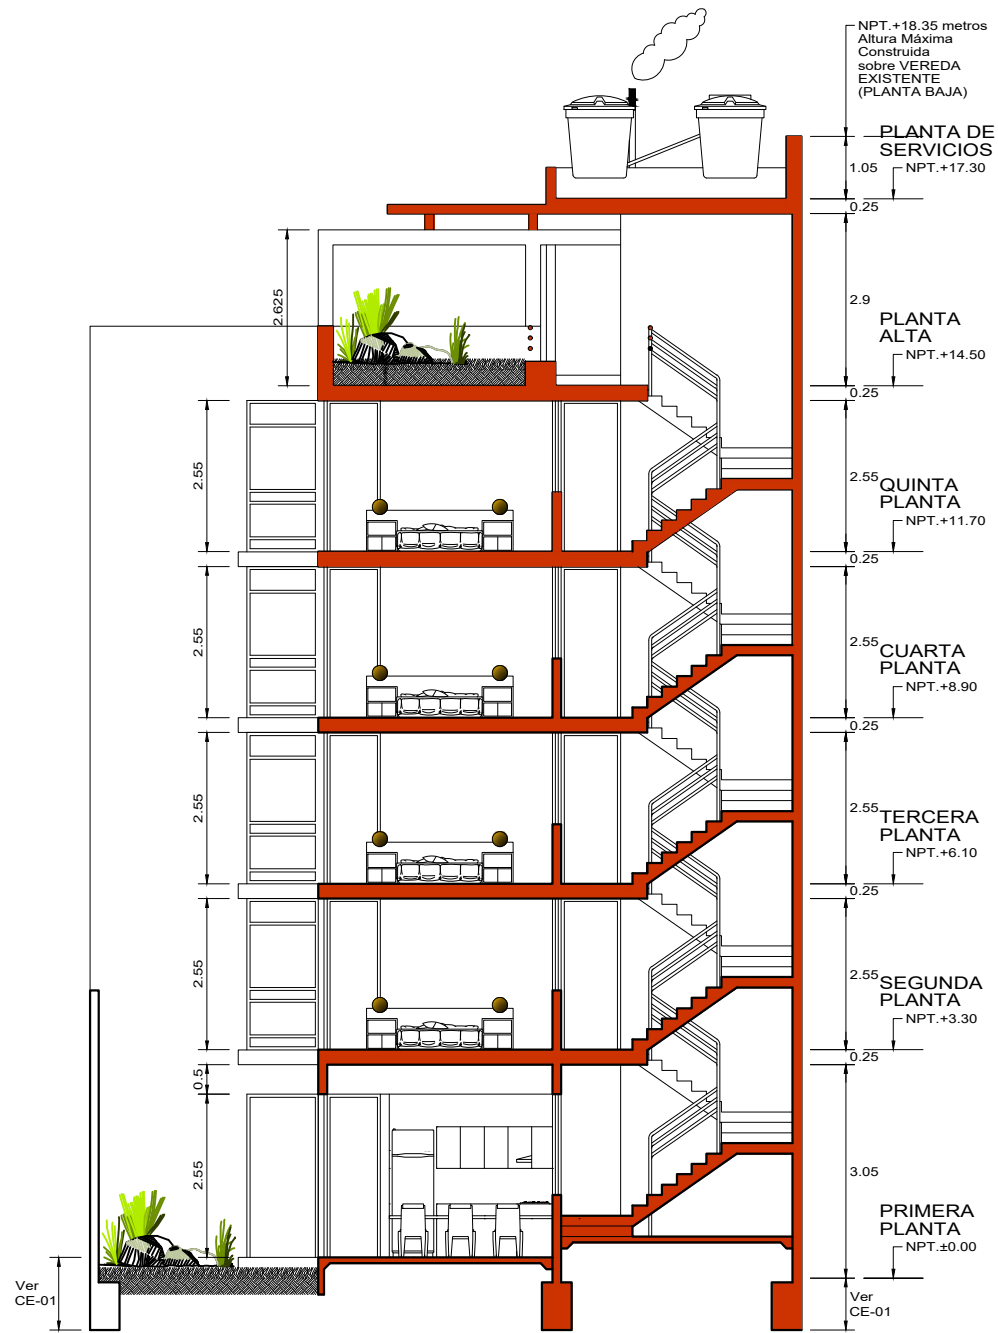 NPT.+18.35 metros
Altura Máxima
Construida
sobre VEREDA
EXISTENTE
(PLANTA BAJA)
PLANTA DE
SERVICIOS
1.05
NPT.+17.30
0.25
2.625
2.9
PLANTA
ALTA
NPT.+14.50
0.25
2.55
2.55
QUINTA
PLANTA
NPT.+11.70
0.25
2.55
2.55
CUARTA
PLANTA
NPT.+8.90
0.25
2.55
2.55
TERCERA
PLANTA
NPT.+6.10
0.25
2.55
2.55
SEGUNDA
PLANTA
NPT.+3.30
0.25
0.5
2.55
3.05
PRIMERA
PLANTA
NPT.±0.00
Ver
CE-01
Ver
CE-01